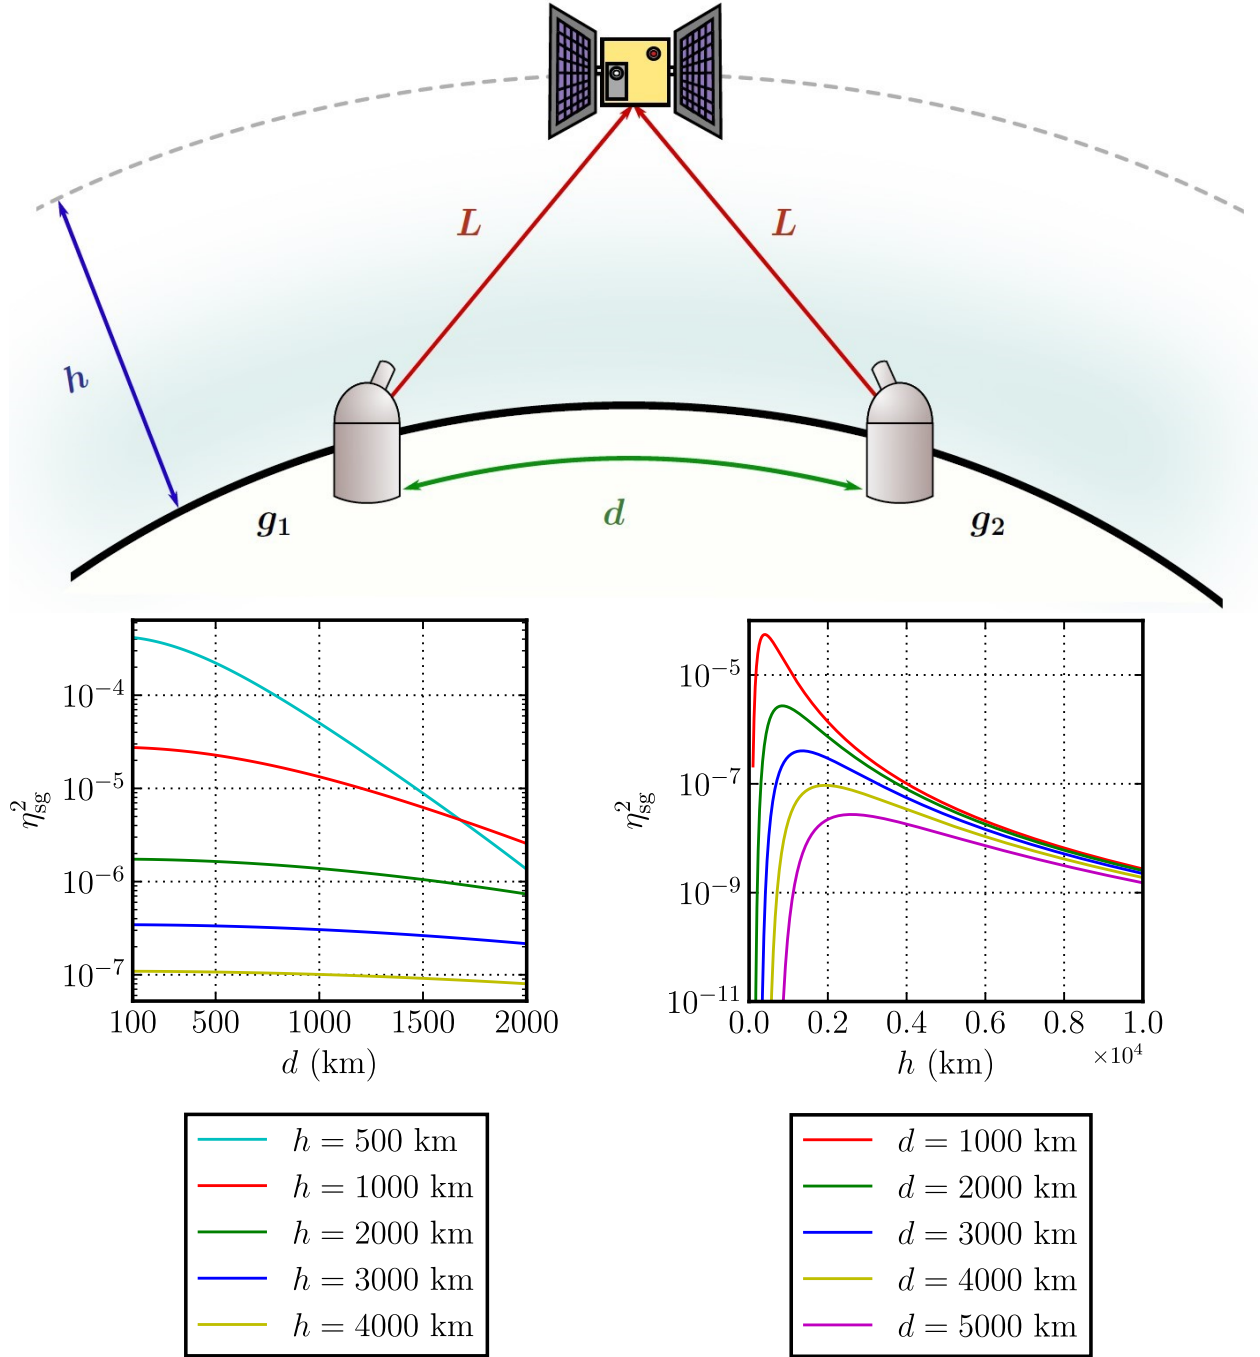 L
L
h
g₁
d
g₂
10⁻⁴
10⁻⁵
10⁻⁶
10⁻⁷
η²sg
100 500 1000 1500 2000
d (km)
10⁻⁵
10⁻⁷
10⁻⁹
10⁻¹¹
η²sg
0.0 0.2 0.4 0.6 0.8 1.0
×10⁴
h (km)
h = 500 km
h = 1000 km
h = 2000 km
h = 3000 km
h = 4000 km
d = 1000 km
d = 2000 km
d = 3000 km
d = 4000 km
d = 5000 km